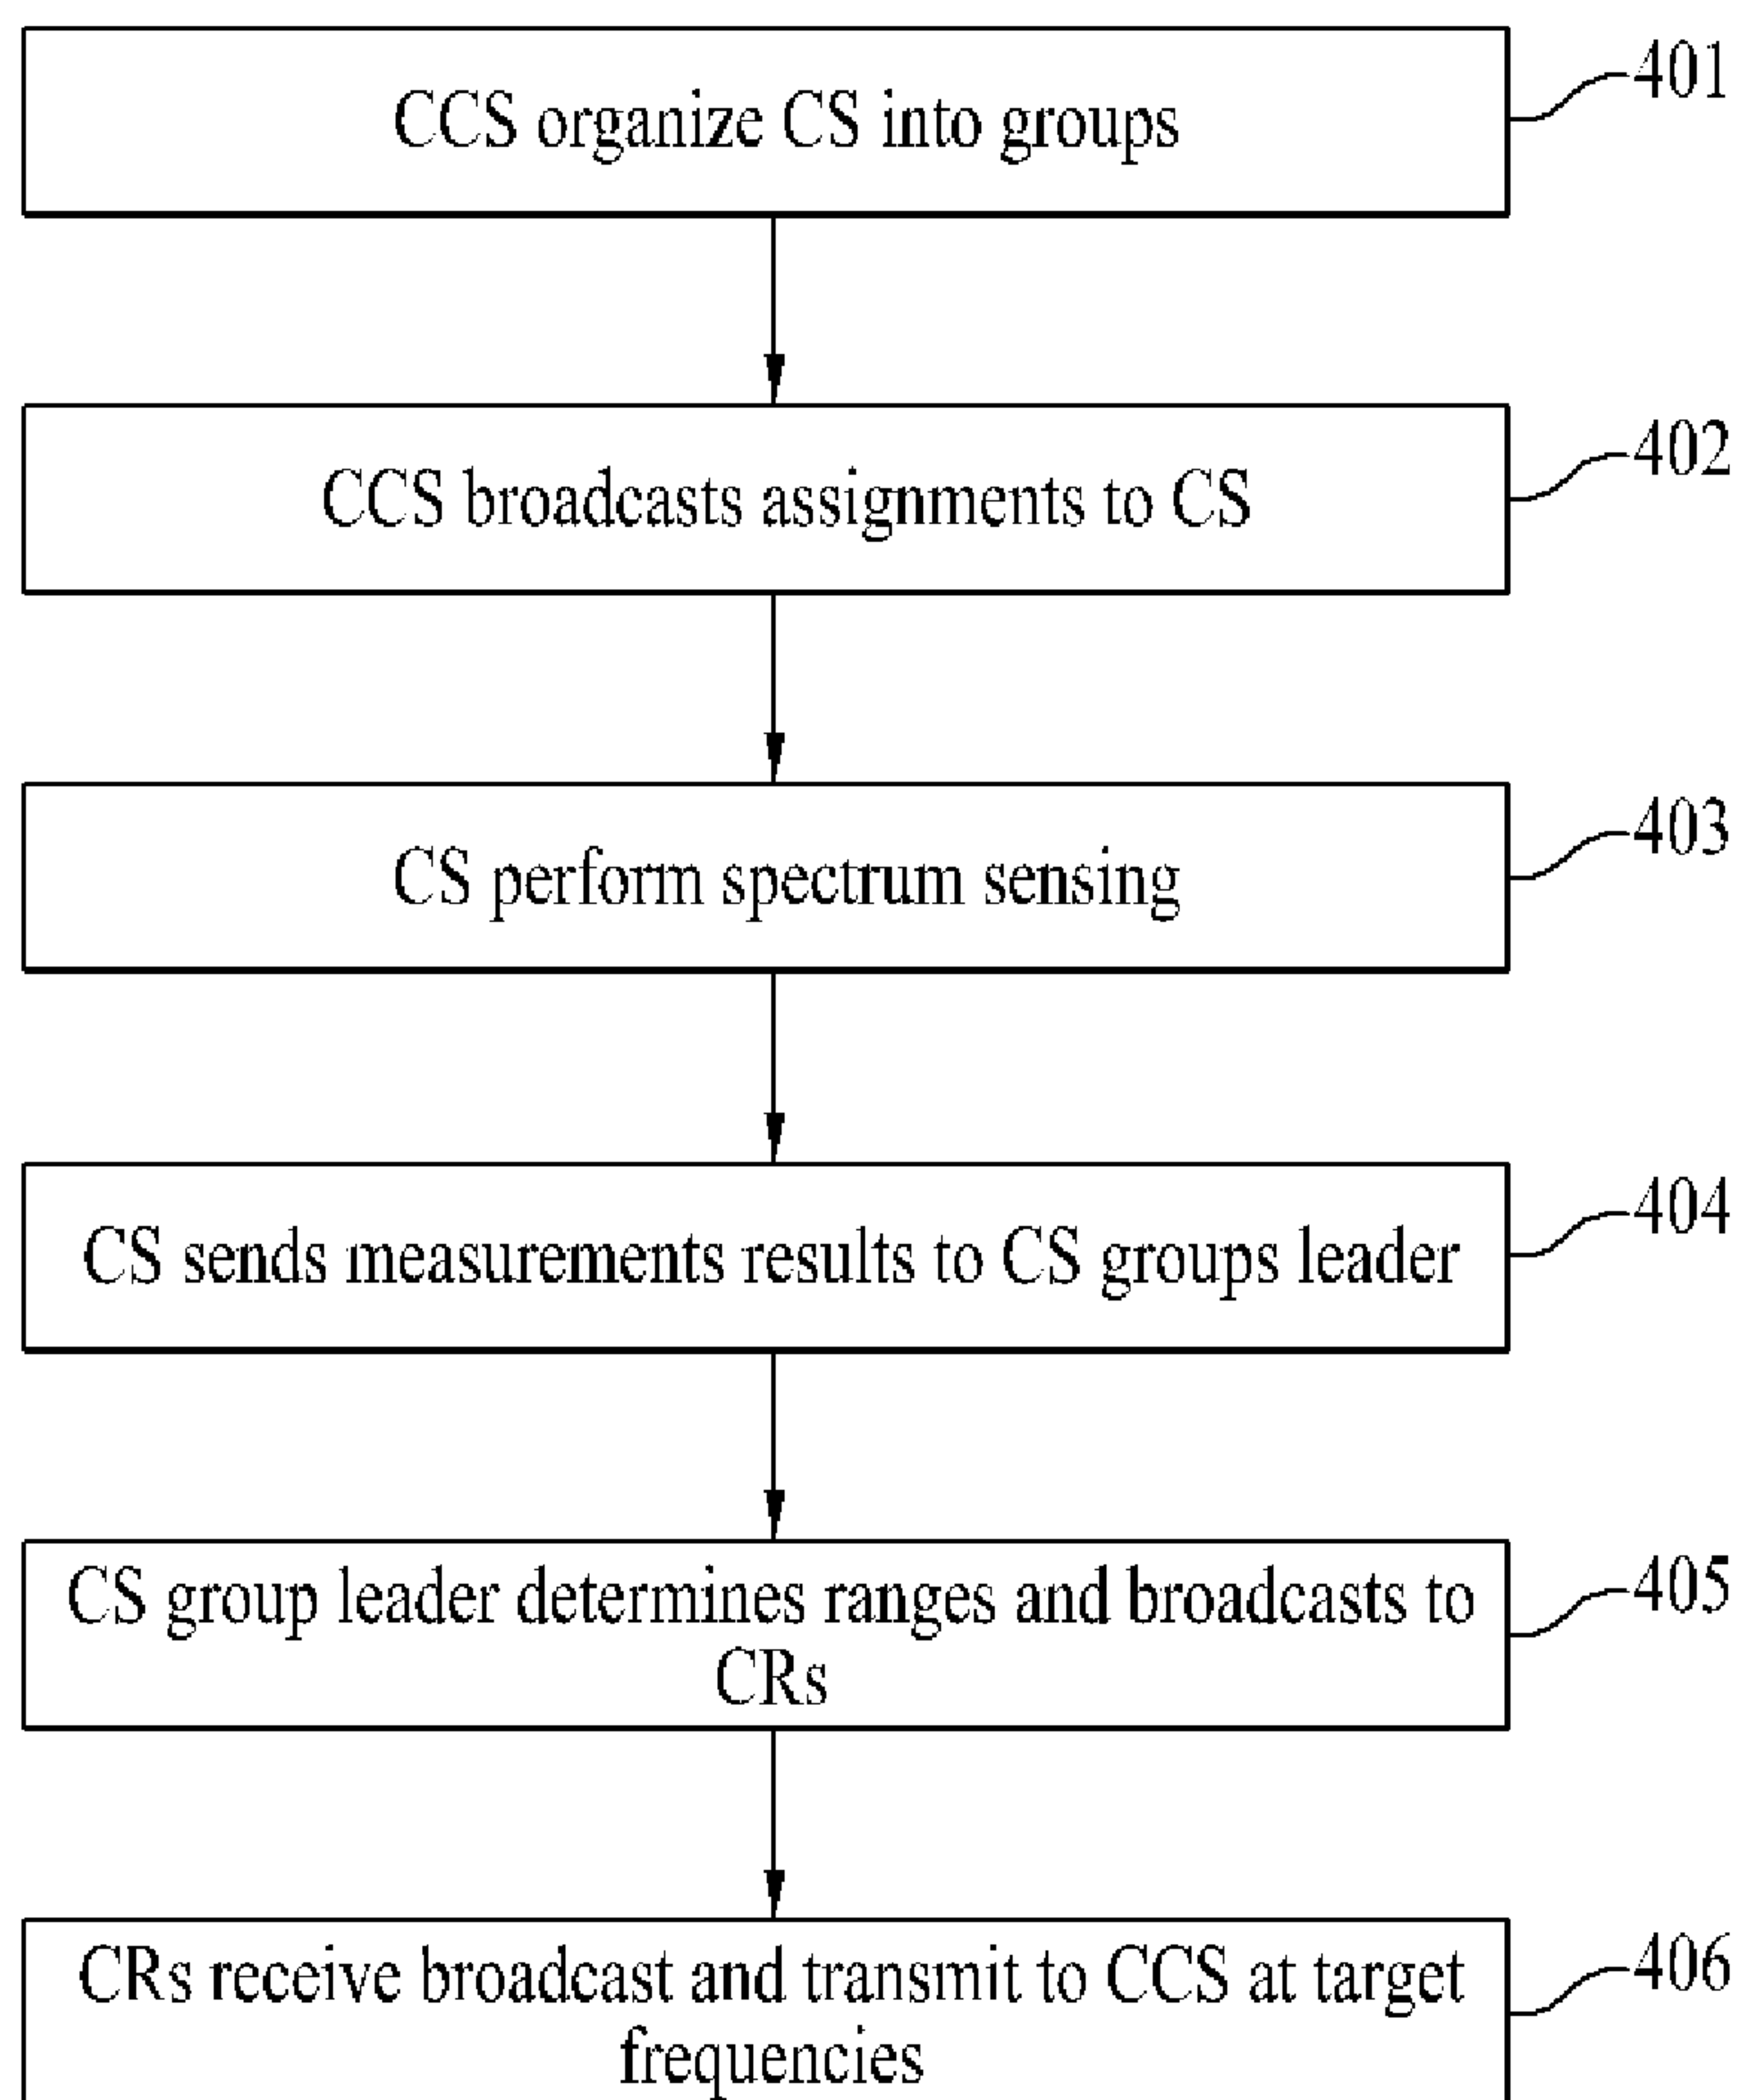 CCS organize CS into groups
401
CCS broadcasts assignments to CS
402
CS perform spectrum sensing
403
CS sends measurements results to CS groups leader
404
CS group leader determines ranges and broadcasts to
CRs
405
CRs receive broadcast and transmit to CCS at target
frequencies
406